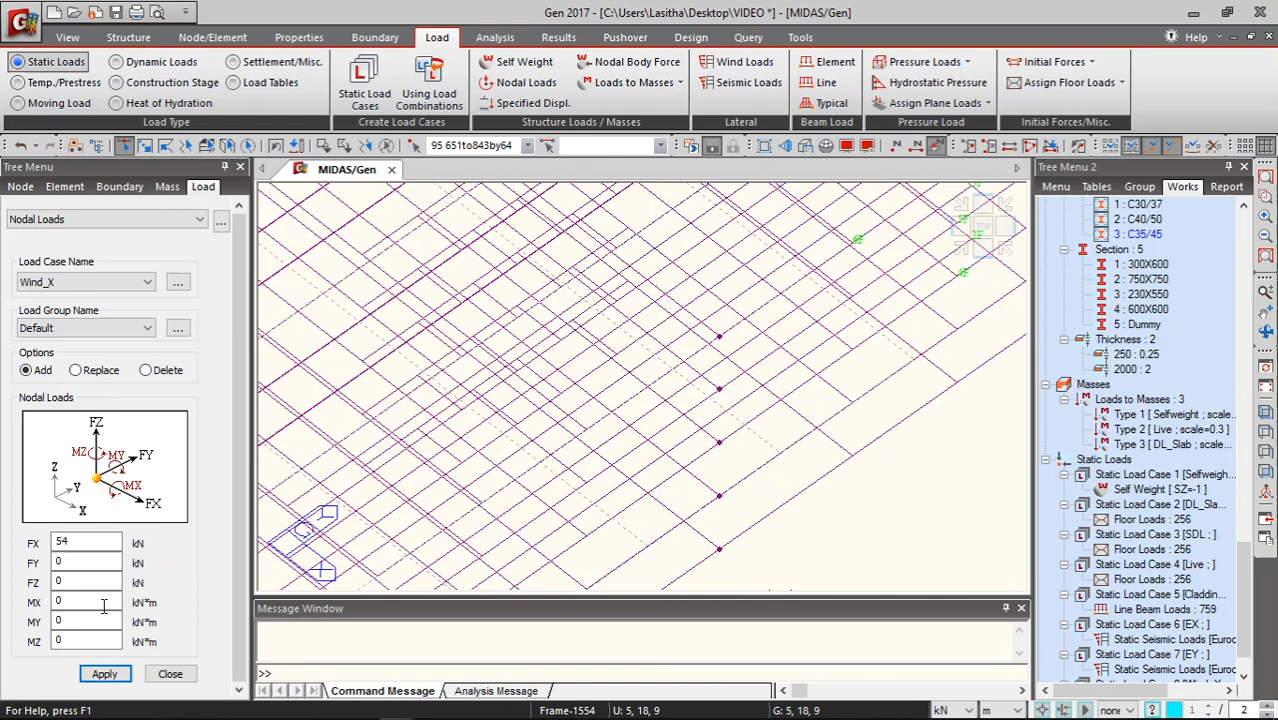 Gen 2017 - [C:\Users\Lasitha\Desktop\VIDEO *] - [MIDAS/Gen]
View Structure Node/Element Properties Boundary Load Analysis Results Pushover Design Query Tools Help
Static Loads Dynamic Loads Settlement/Misc.
Temp./Prestress Construction Stage Load Tables
Moving Load Heat of Hydration
Load Type
Static Load Cases
Using Load Combinations
Create Load Cases
Self Weight Nodal Body Force
Nodal Loads Loads to Masses
Specified Displ.
Structure Loads / Masses
Wind Loads
Seismic Loads
Lateral
Element
Line
Typical
Beam Load
Pressure Loads
Hydrostatic Pressure
Assign Plane Loads
Pressure Load
Initial Forces
Assign Floor Loads
Initial Forces/Misc.
95 651to843by64
none
Tree Menu
Node Element Boundary Mass Load
Nodal Loads
...
Load Case Name
Wind_X ...
Load Group Name
Default ...
Options
Add Replace Delete
Nodal Loads
FZ
MZ MY FY
Z
Y MX
X FX
FX 54 kN
FY 0 kN
FZ 0 kN
MX 0 kN*m
MY 0 kN*m
MZ 0 kN*m
Apply Close
MIDAS/Gen
TOP
Message Window
>>
Command Message Analysis Message
Tree Menu 2
Menu Tables Group Works Report
1 : C30/37
2 : C40/50
3 : C35/45
Section : 5
1 : 300X600
2 : 750X750
3 : 230X550
4 : 600X600
5 : Dummy
Thickness : 2
250 : 0.25
2000 : 2
Masses
Loads to Masses : 3
Type 1 [ Selfweight ; scale...
Type 2 [ Live ; scale=0.3 ]
Type 3 [ DL_Slab ; scale...
Static Loads
Static Load Case 1 [Selfweigh...
Self Weight [ SZ=-1 ]
Static Load Case 2 [DL_Sla...
Floor Loads : 256
Static Load Case 3 [SDL ; ]
Floor Loads : 256
Static Load Case 4 [Live ; ]
Floor Loads : 256
Static Load Case 5 [Claddin...
Line Beam Loads : 759
Static Load Case 6 [EX ; ]
Static Seismic Loads [Euroc
Static Load Case 7 [EY ; ]
Static Seismic Loads [Euroc
For Help, press F1 Frame-1554 U: 5, 18, 9 G: 5, 18, 9 kN m none 1 / 2